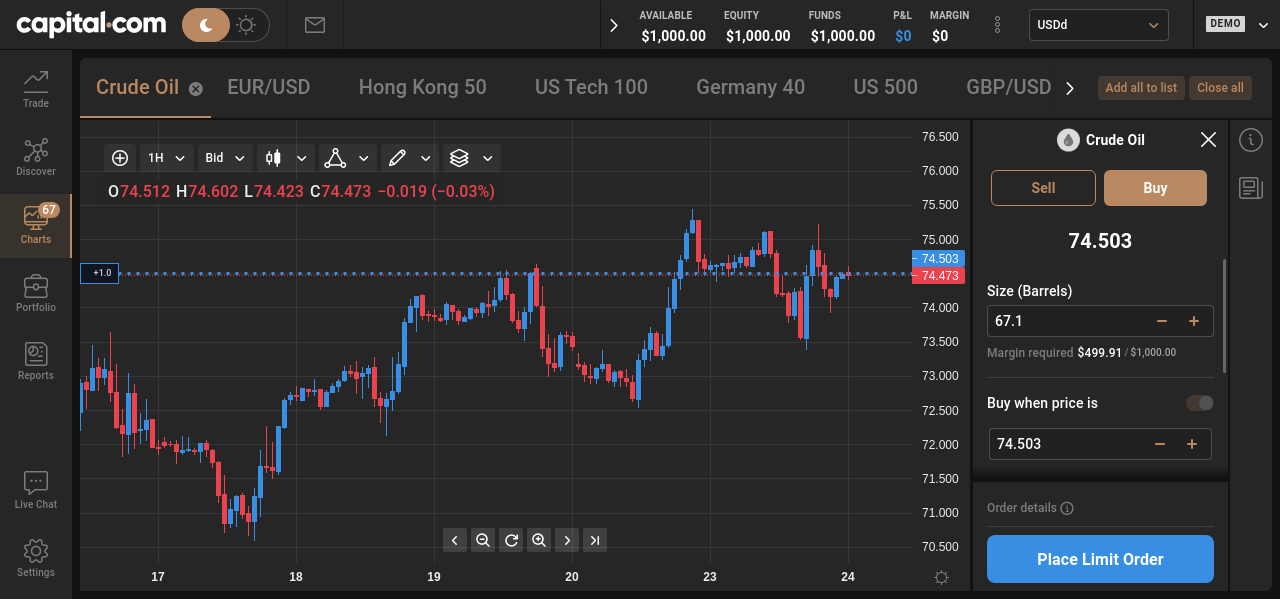 capital.com
AVAILABLE EQUITY FUNDS P&L MARGIN
$1,000.00 $1,000.00 $1,000.00 $0 $0
USDd
DEMO
Trade
Discover
67
Charts
Portfolio
Reports
Live Chat
Settings
Crude Oil EUR/USD Hong Kong 50 US Tech 100 Germany 40 US 500 GBP/USD
Add all to list Close all
1H Bid
O74.512 H74.602 L74.423 C74.473 −0.019 (−0.03%)
+1.0
76.500
76.000
75.500
75.000
74.503
74.473
74.000
73.500
73.000
72.500
72.000
71.500
71.000
70.500
17 18 19 20 23 24
Crude Oil
Sell Buy
74.503
Size (Barrels)
67.1
Margin required $499.91 / $1,000.00
Buy when price is
74.503
Order details
Place Limit Order